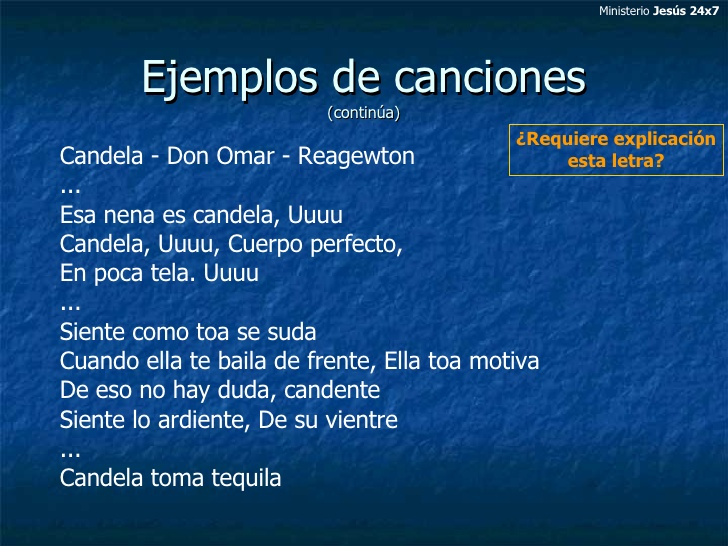 Ministerio Jesús 24x7
Ejemplos de canciones
(continúa)
¿Requiere explicación
esta letra?
Candela - Don Omar - Reagewton
...
Esa nena es candela, Uuuu
Candela, Uuuu, Cuerpo perfecto,
En poca tela. Uuuu
...
Siente como toa se suda
Cuando ella te baila de frente, Ella toa motiva
De eso no hay duda, candente
Siente lo ardiente, De su vientre
...
Candela toma tequila